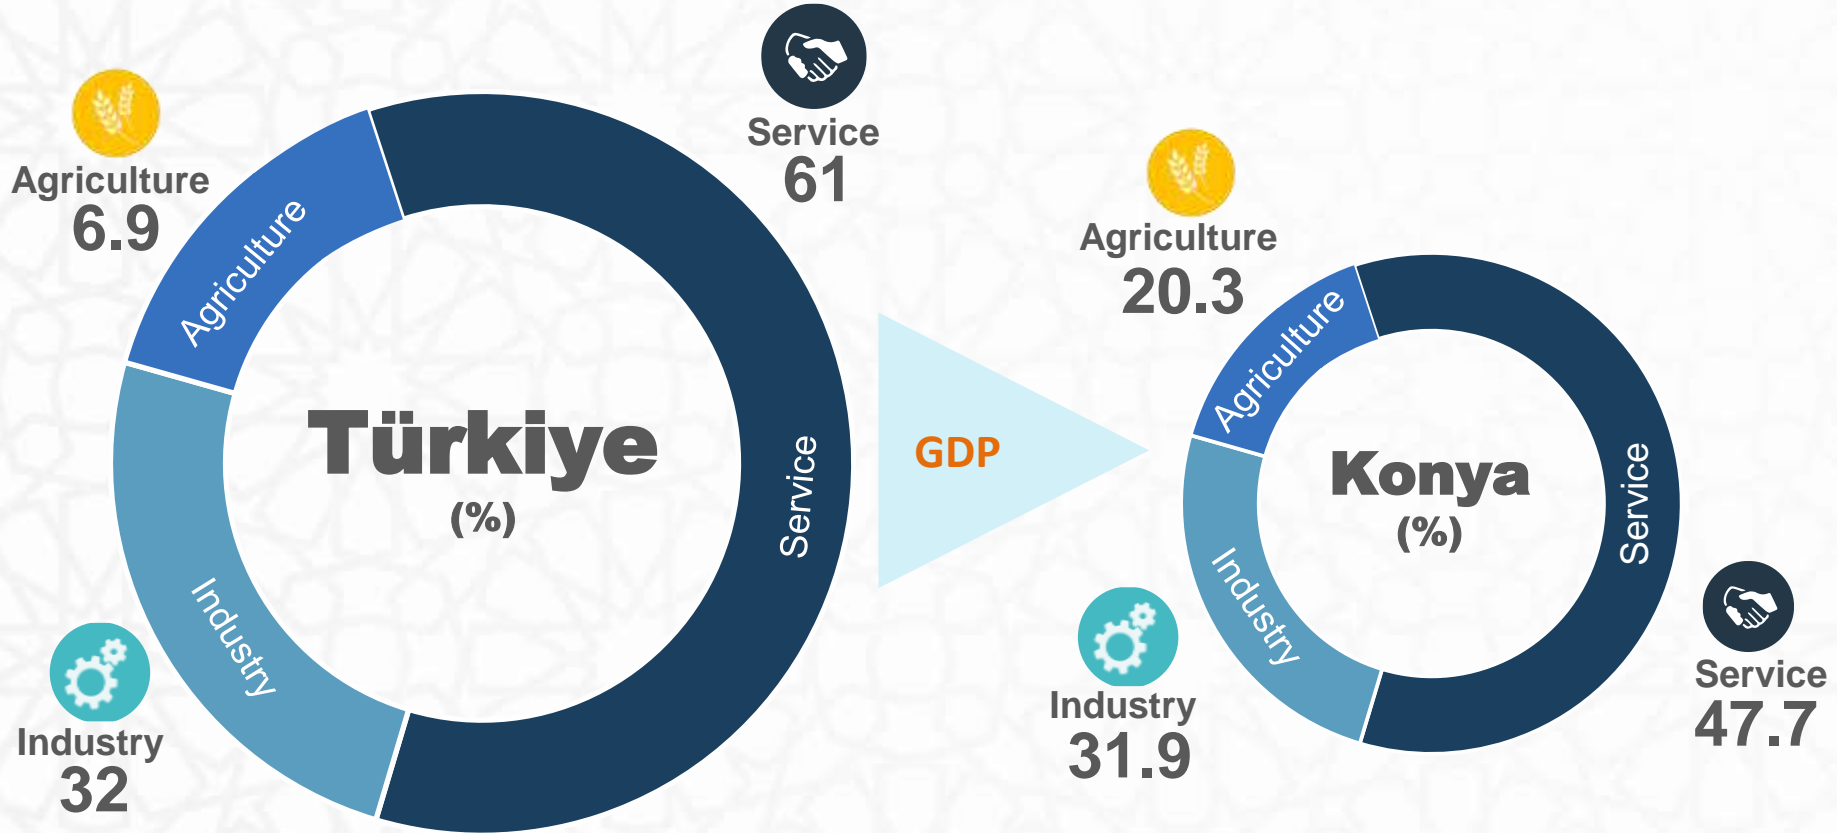 Service
61
Agriculture
6.9
Agriculture
Service
Industry
Türkiye
(%)
Industry
32
GDP
Agriculture
20.3
Agriculture
Service
Industry
Konya
(%)
Industry
31.9
Service
47.7